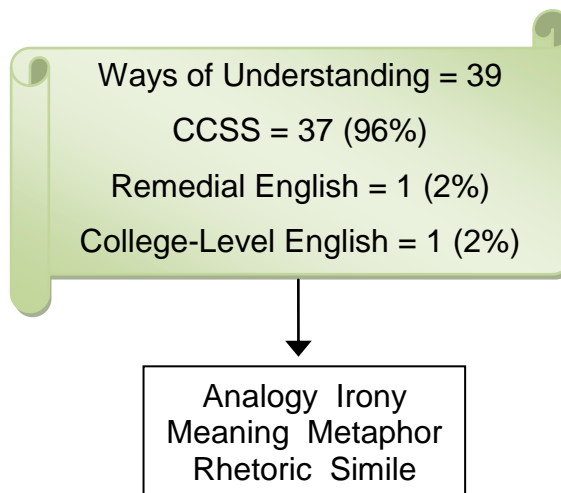 Ways of Understanding = 39
CCSS = 37 (96%)
Remedial English = 1 (2%)
College-Level English = 1 (2%)
Analogy Irony
Meaning Metaphor
Rhetoric Simile